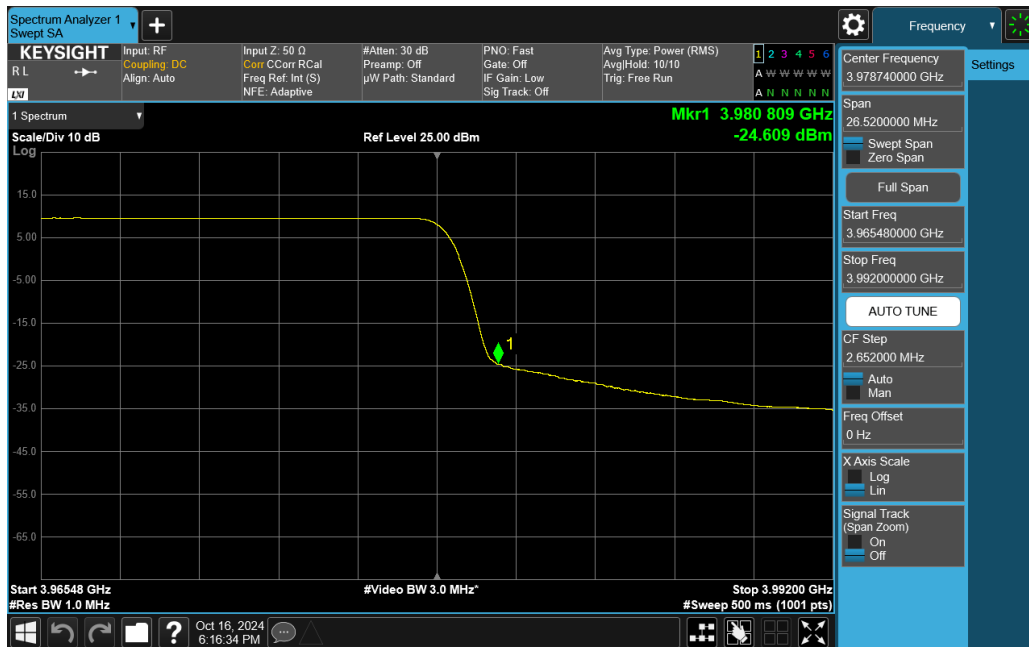 Spectrum Analyzer 1
Swept SA
Frequency
KEYSIGHT
R L
LXI
Input: RF
Coupling: DC
Align: Auto
Input Z: 50 Ω
Corr CCorr RCal
Freq Ref: Int (S)
NFE: Adaptive
#Atten: 30 dB
Preamp: Off
µW Path: Standard
PNO: Fast
Gate: Off
IF Gain: Low
Sig Track: Off
Avg Type: Power (RMS)
Avg|Hold: 10/10
Trig: Free Run
1 2 3 4 5 6
A W W W W W
A N N N N N
1 Spectrum
Scale/Div 10 dB
Log
Ref Level 25.00 dBm
Mkr1 3.980 809 GHz
-24.609 dBm
15.0
5.00
-5.00
-15.0
-25.0
-35.0
-45.0
-55.0
-65.0
1
Start 3.96548 GHz
#Res BW 1.0 MHz
#Video BW 3.0 MHz*
Stop 3.99200 GHz
#Sweep 500 ms (1001 pts)
Center Frequency
3.978740000 GHz
Span
26.5200000 MHz
Swept Span
Zero Span
Full Span
Start Freq
3.965480000 GHz
Stop Freq
3.992000000 GHz
AUTO TUNE
CF Step
2.652000 MHz
Auto
Man
Freq Offset
0 Hz
X Axis Scale
Log
Lin
Signal Track
(Span Zoom)
On
Off
Settings
?
Oct 16, 2024
6:16:34 PM